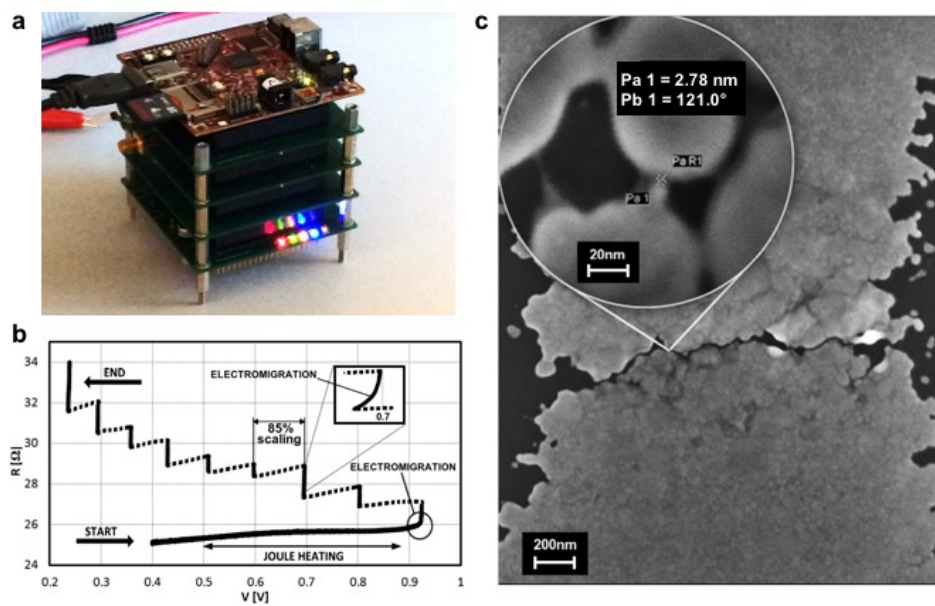 a
b
34
32
30
28
26
24
R [Ω]
END
ELECTROMIGRATION
0.7
85%
scaling
ELECTROMIGRATION
START
JOULE HEATING
0.2
0.3
0.4
0.5
0.6
0.7
0.8
0.9
1
V [V]
c
Pa 1 = 2.78 nm
Pb 1 = 121.0°
Pa R1
Pa 1
20nm
200nm